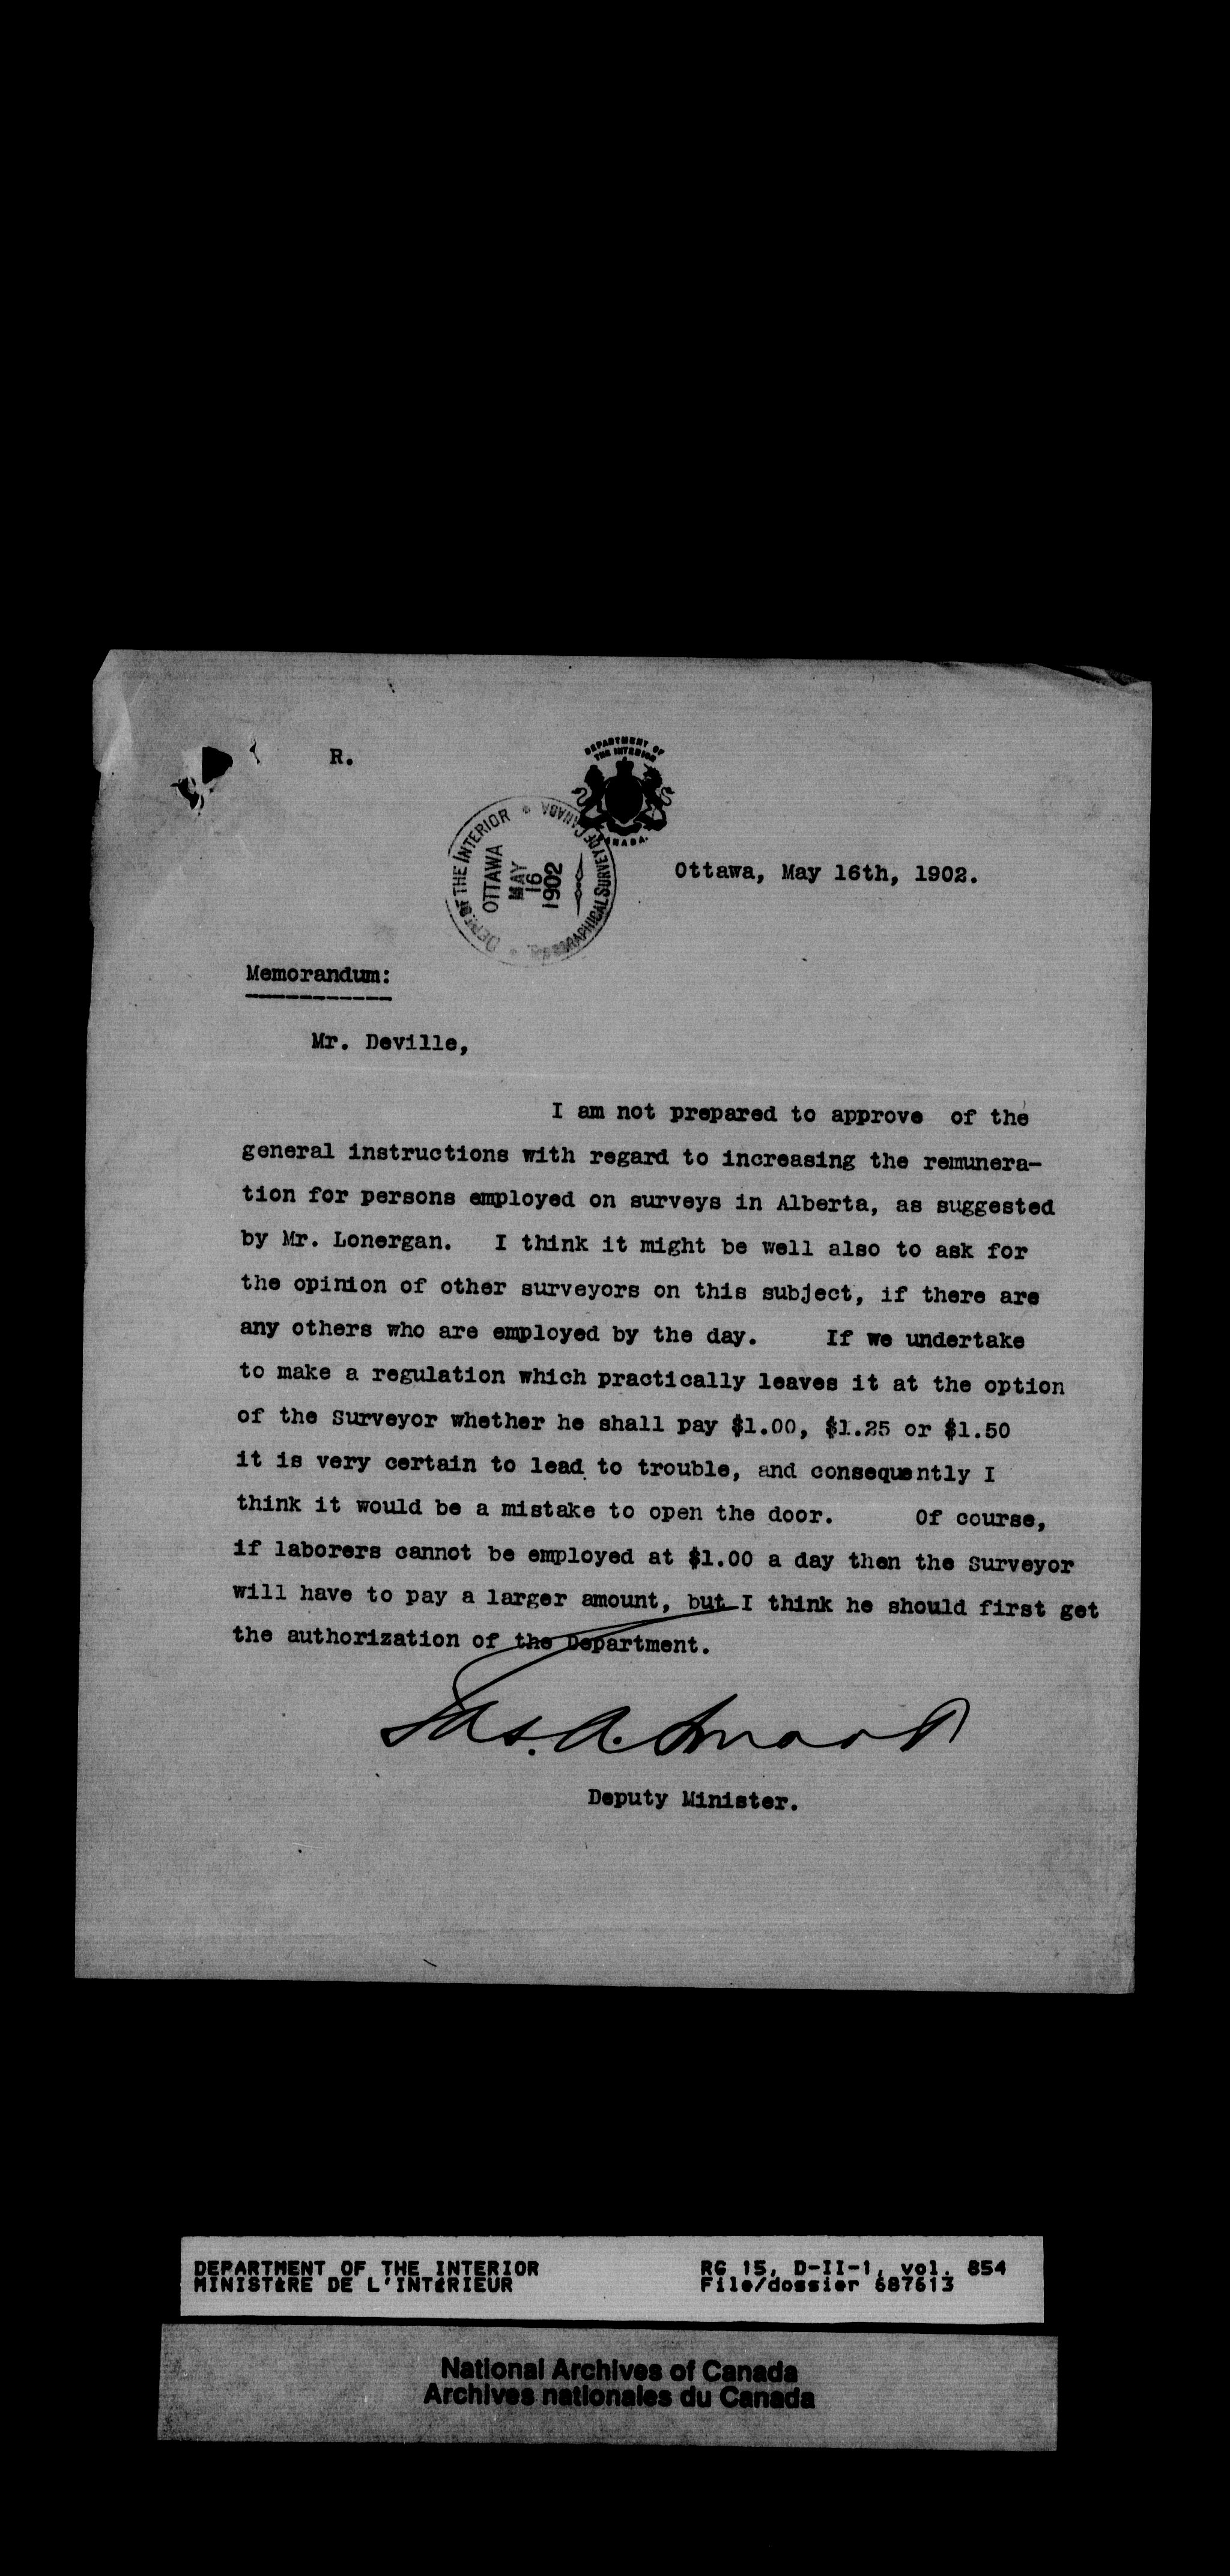 R.
DEPARTMENT OF
THE INTERIOR
CANADA.
DEPT. OF THE INTERIOR * TOPOGRAPHICAL SURVEY OF CANADA *
OTTAWA
MAY
16
1902
Ottawa, May 16th, 1902.
Memorandum:
Mr. Deville,
I am not prepared to approve of the
general instructions with regard to increasing the remunera-
tion for persons employed on surveys in Alberta, as suggested
by Mr. Lonergan. I think it might be well also to ask for
the opinion of other surveyors on this subject, if there are
any others who are employed by the day. If we undertake
to make a regulation which practically leaves it at the option
of the Surveyor whether he shall pay $1.00, $1.25 or $1.50
it is very certain to lead to trouble, and consequently I
think it would be a mistake to open the door. Of course,
if laborers cannot be employed at $1.00 a day then the Surveyor
will have to pay a larger amount, but I think he should first get
the authorization of the Department.
Jas. A. Smart
Deputy Minister.
DEPARTMENT OF THE INTERIOR RG 15, D-II-1, vol. 854
MINISTÈRE DE L'INTÉRIEUR File/dossier 687613
National Archives of Canada
Archives nationales du Canada